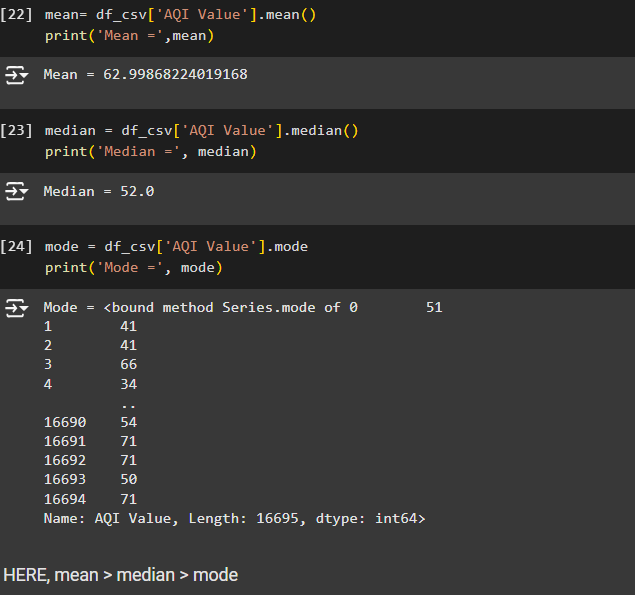 [22] mean= df_csv['AQI Value'].mean()
print('Mean =',mean)
Mean = 62.99868224019168
[23] median = df_csv['AQI Value'].median()
print('Median =', median)
Median = 52.0
[24] mode = df_csv['AQI Value'].mode
print('Mode =', mode)
Mode = <bound method Series.mode of 0        51
1        41
2        41
3        66
4        34
..
16690    54
16691    71
16692    71
16693    50
16694    71
Name: AQI Value, Length: 16695, dtype: int64>
HERE, mean > median > mode